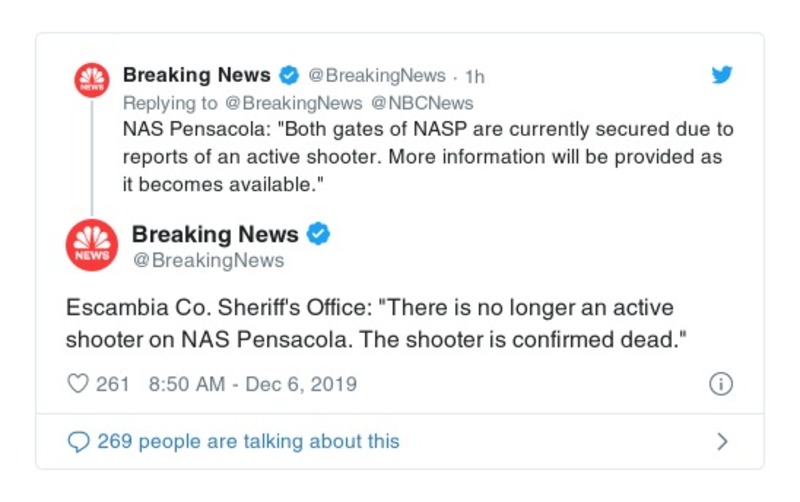 Breaking News @BreakingNews · 1h
Replying to @BreakingNews @NBCNews
NAS Pensacola: "Both gates of NASP are currently secured due to
reports of an active shooter. More information will be provided as
it becomes available."
NEWS
Breaking News
NEWS
@BreakingNews
Escambia Co. Sheriff's Office: "There is no longer an active
shooter on NAS Pensacola. The shooter is confirmed dead."
261 8:50 AM - Dec 6, 2019
269 people are talking about this